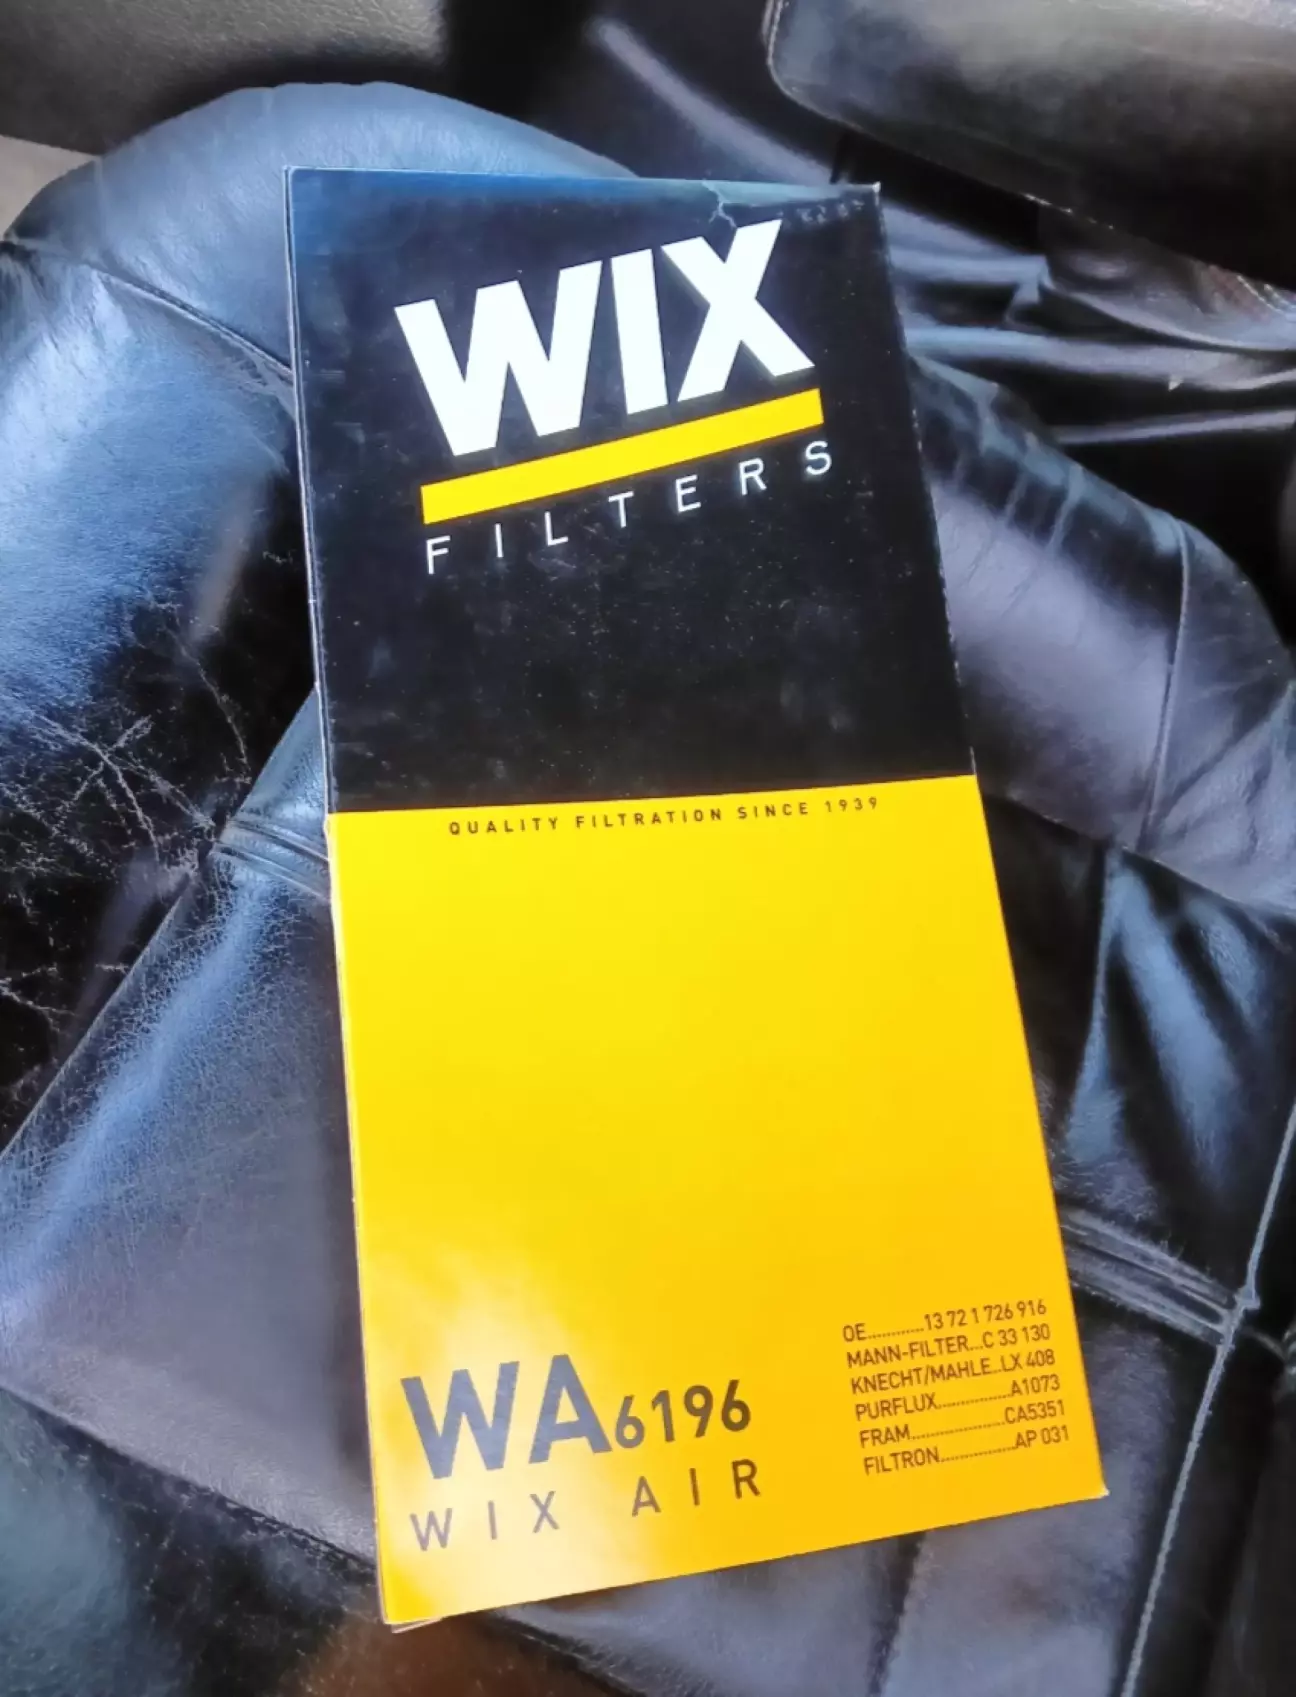 WIX
FILTERS
QUALITY FILTRATION SINCE 1939
WA6196
WIX AIR
OE............13 72 1 726 916
MANN-FILTER...C 33 130
KNECHT/MAHLE..LX 408
PURFLUX................A1073
FRAM....................CA5351
FILTRON................AP 031